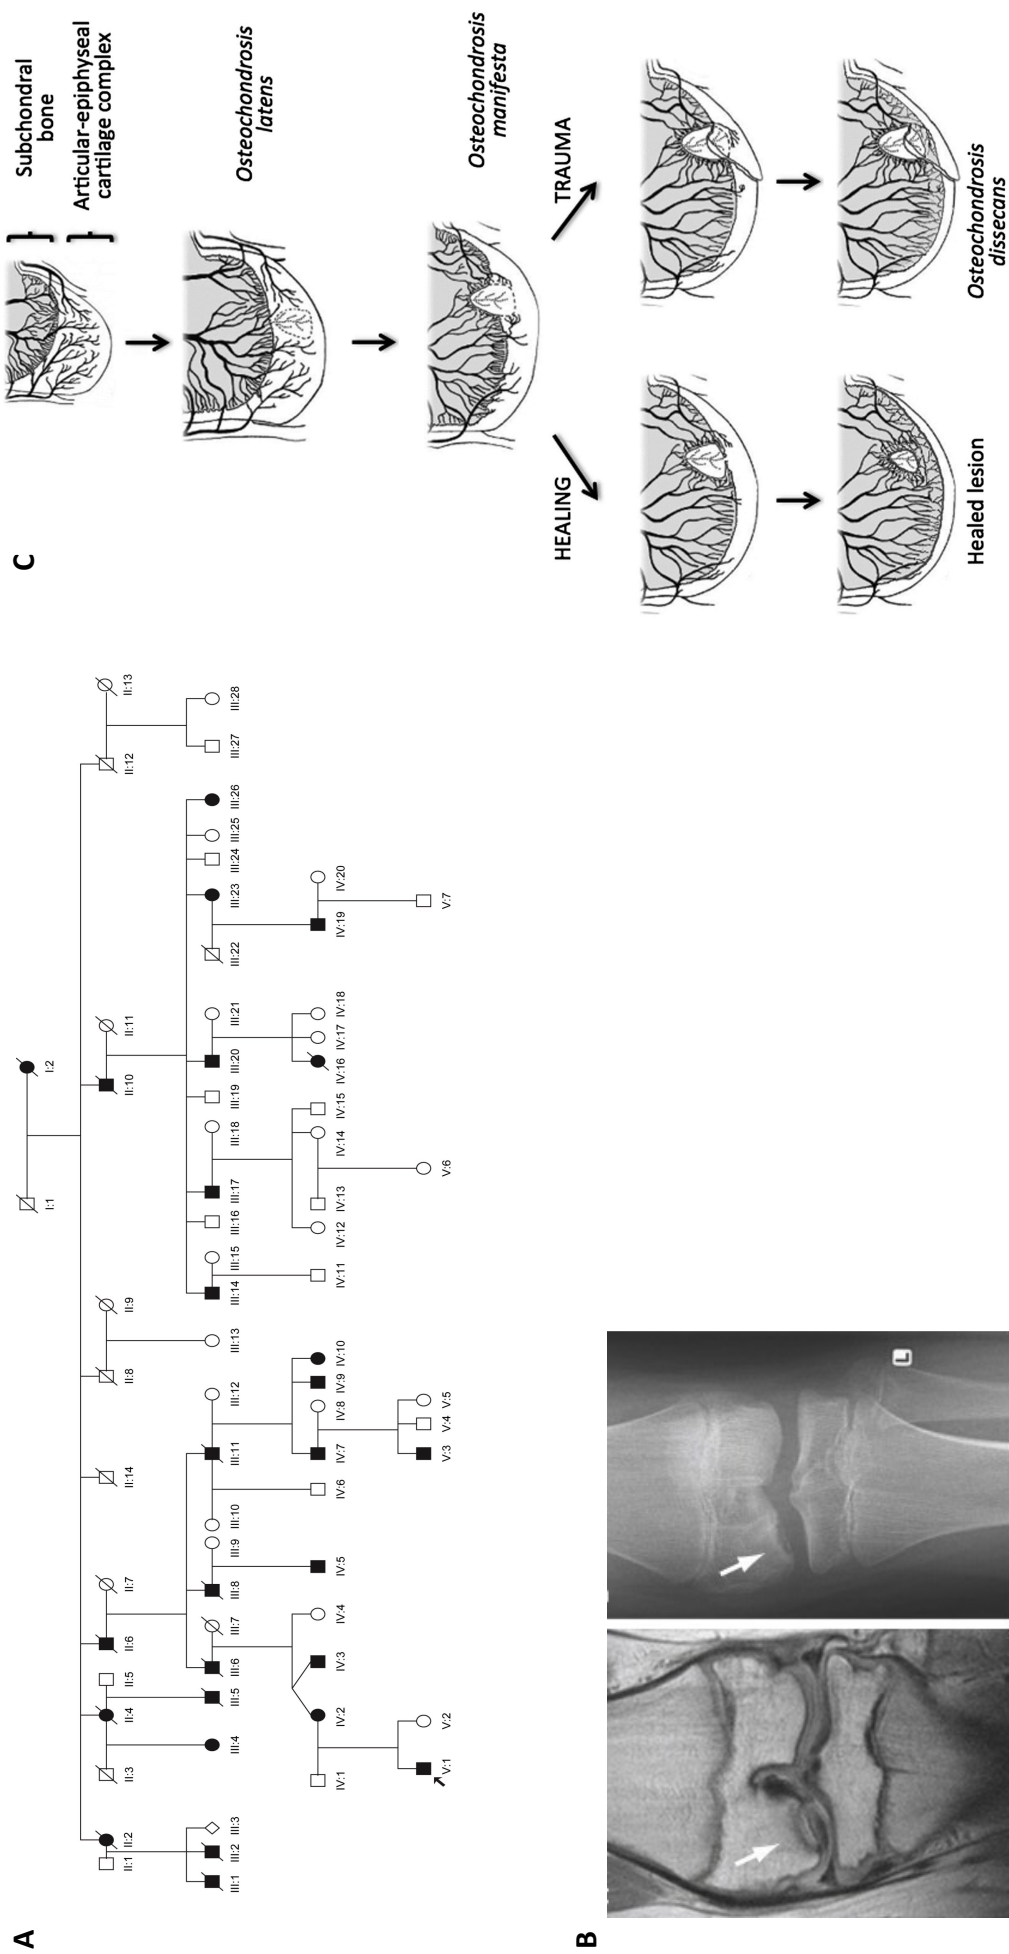 A
I:1
I:2
II:1
II:2
II:3
II:4
II:5
II:6
II:7
II:14
II:8
II:9
II:10
II:11
II:12
II:13
III:1
III:2
III:3
III:4
III:5
III:6
III:7
III:8
III:9
III:10
III:11
III:12
III:13
III:14
III:15
III:16
III:17
III:18
III:19
III:20
III:21
III:22
III:23
III:24
III:25
III:26
III:27
III:28
IV:1
IV:2
IV:3
IV:4
IV:5
IV:6
IV:7
IV:8
IV:9
IV:10
IV:11
IV:12
IV:13
IV:14
IV:15
IV:16
IV:17
IV:18
IV:19
IV:20
V:1
V:2
V:3
V:4
V:5
V:6
V:7
B
L
C
Subchondral
bone
Articular-epiphyseal
cartilage complex
Osteochondrosis
latens
Osteochondrosis
manifesta
HEALING
TRAUMA
Healed lesion
Osteochondrosis
dissecans